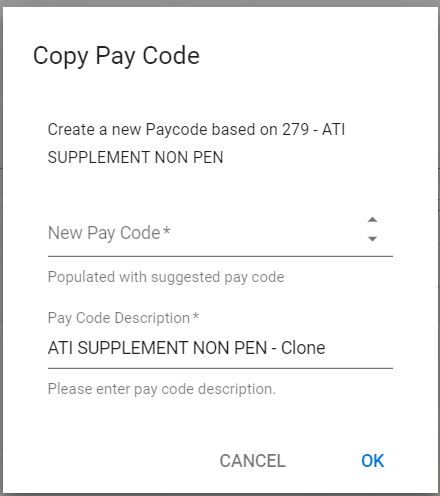 Copy Pay Code
Create a new Paycode based on 279 - ATI
SUPPLEMENT NON PEN
New Pay Code*
Populated with suggested pay code
Pay Code Description*
ATI SUPPLEMENT NON PEN - Clone
Please enter pay code description.
CANCEL OK